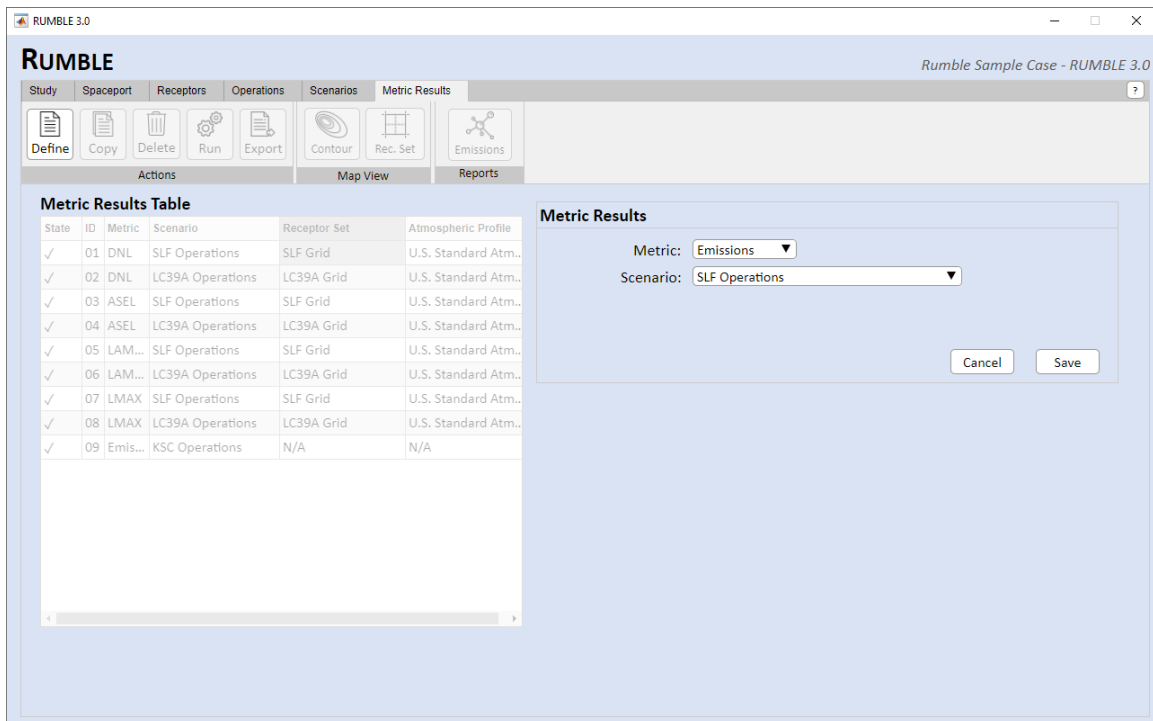 RUMBLE 3.0
RUMBLE
Rumble Sample Case - RUMBLE 3.0
Study Spaceport Receptors Operations Scenarios Metric Results ?
Define Copy Delete Run Export Contour Rec. Set Emissions
Actions Map View Reports
Metric Results Table
State ID Metric Scenario Receptor Set Atmospheric Profile
✓ 01 DNL SLF Operations SLF Grid U.S. Standard Atm..
✓ 02 DNL LC39A Operations LC39A Grid U.S. Standard Atm..
✓ 03 ASEL SLF Operations SLF Grid U.S. Standard Atm..
✓ 04 ASEL LC39A Operations LC39A Grid U.S. Standard Atm..
✓ 05 LAM... SLF Operations SLF Grid U.S. Standard Atm..
✓ 06 LAM... LC39A Operations LC39A Grid U.S. Standard Atm..
✓ 07 LMAX SLF Operations SLF Grid U.S. Standard Atm..
✓ 08 LMAX LC39A Operations LC39A Grid U.S. Standard Atm..
✓ 09 Emis... KSC Operations N/A N/A
Metric Results
Metric: Emissions
Scenario: SLF Operations
Cancel Save